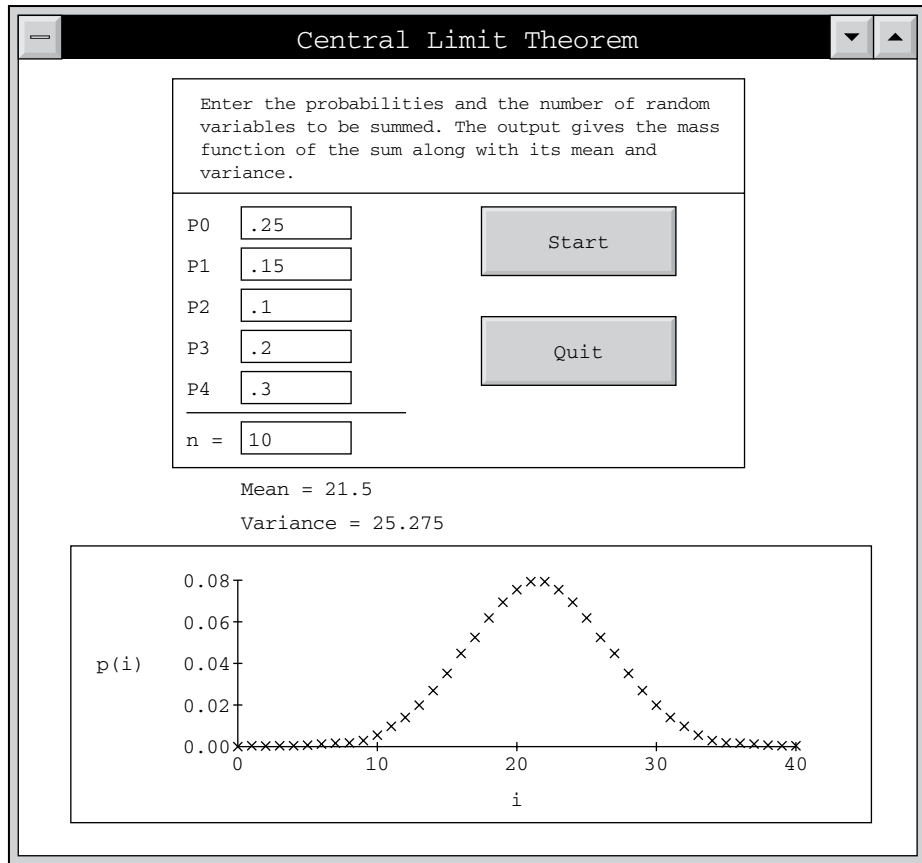 Central Limit Theorem
Enter the probabilities and the number of random
variables to be summed. The output gives the mass
function of the sum along with its mean and
variance.
P0 .25
P1 .15
P2 .1
P3 .2
P4 .3
n = 10
Start
Quit
Mean = 21.5
Variance = 25.275
0.08
0.06
p(i) 0.04
0.02
0.00
0 10 20 30 40
i